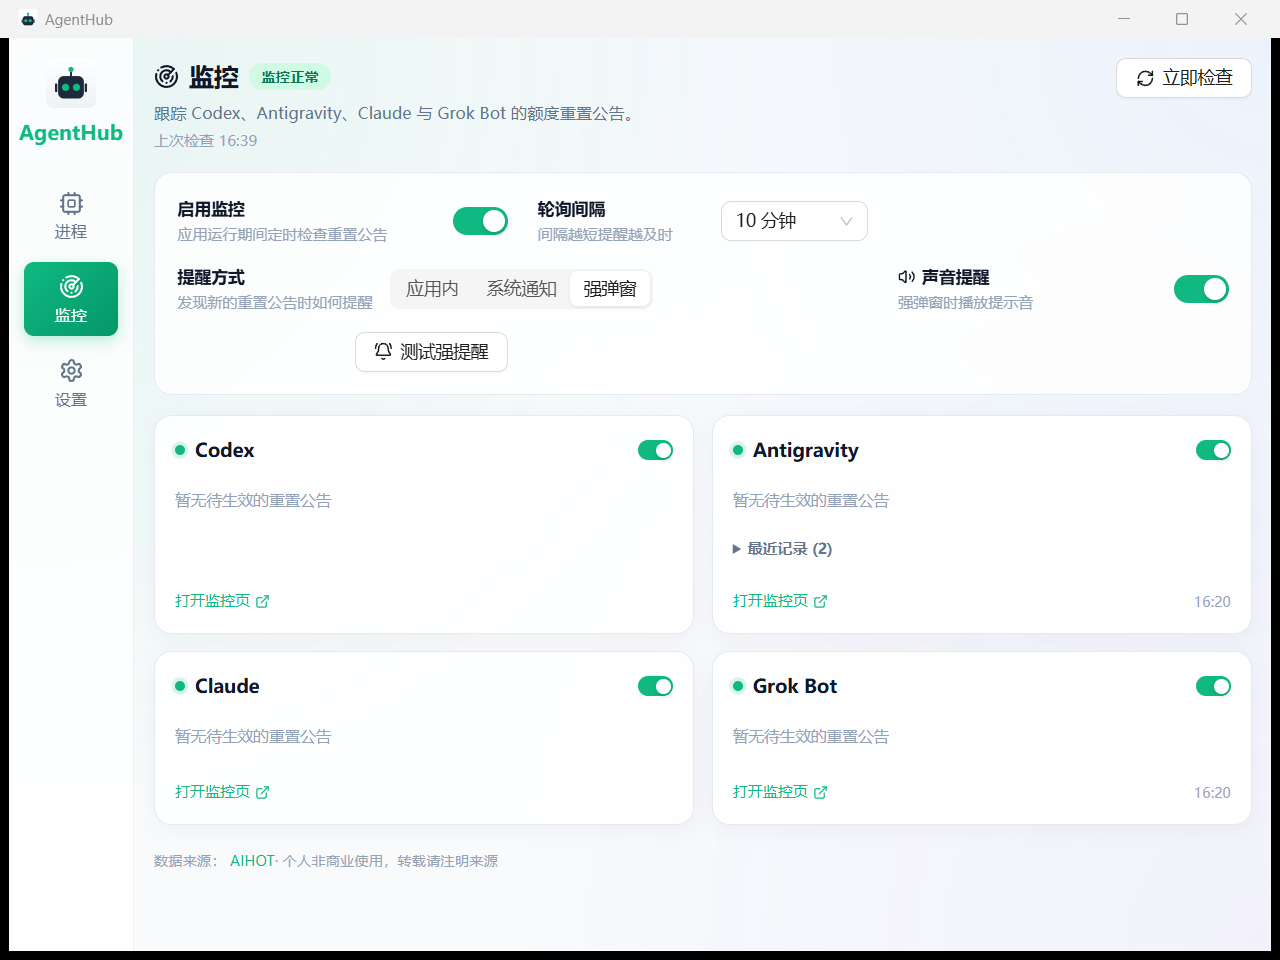 AgentHub
AgentHub
进程
监控
设置
监控 监控正常
立即检查
跟踪 Codex、Antigravity、Claude 与 Grok Bot 的额度重置公告。
上次检查 16:39
启用监控
应用运行期间定时检查重置公告
轮询间隔
间隔越短提醒越及时
10 分钟
提醒方式
发现新的重置公告时如何提醒
应用内 系统通知 强弹窗
声音提醒
强弹窗时播放提示音
测试强提醒
Codex
暂无待生效的重置公告
打开监控页
Antigravity
暂无待生效的重置公告
最近记录 (2)
打开监控页 16:20
Claude
暂无待生效的重置公告
打开监控页
Grok Bot
暂无待生效的重置公告
打开监控页 16:20
数据来源： AIHOT· 个人非商业使用，转载请注明来源